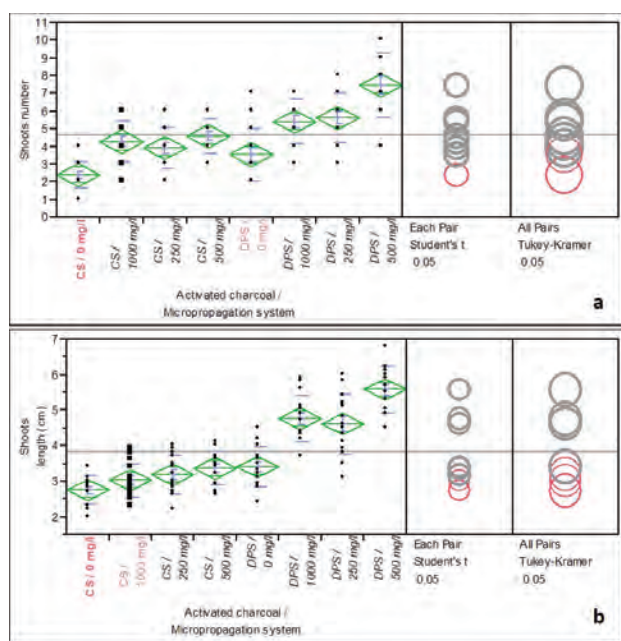 11
10
9
8
7
6
5
4
3
2
1
0
Shoots number
CS / 0 mg/l
CS /
1000 mg/l
CS /
250 mg/l
CS /
500 mg/l
DPS /
0 mg/l
DPS /
1000 mg/l
DPS /
250 mg/l
DPS /
500 mg/l
Activated charcoal /
Micropropagation system
Each Pair
Student's t
0.05
All Pairs
Tukey-Kramer
0.05
a
7
6
5
4
3
2
Shoots
length (cm)
CS / 0 mg/l
CS /
1000 mg/l
CS /
250 mg/l
CS /
500 mg/l
DPS /
0 mg/l
DPS /
1000 mg/l
DPS /
250 mg/l
DPS /
500 mg/l
Activated charcoal /
Micropropagation system
Each Pair
Student's t
0.05
All Pairs
Tukey-Kramer
0.05
b